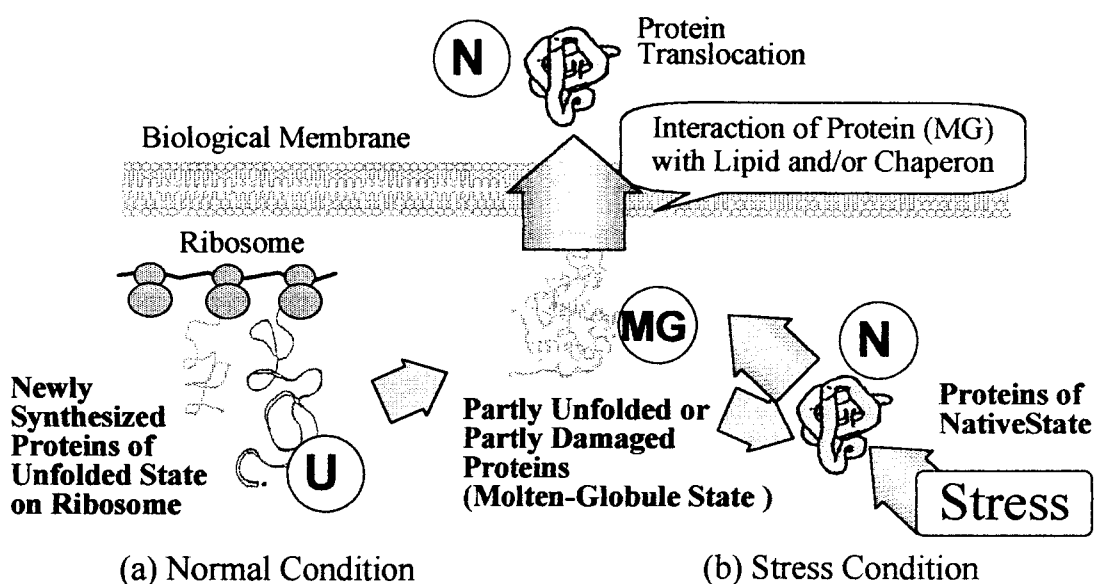 N
Protein
Translocation
Biological Membrane
Interaction of Protein (MG)
with Lipid and/or Chaperon
Ribosome
MG
N
Newly
Synthesized
Proteins of
Unfolded State
on Ribosome
U
Partly Unfolded or
Partly Damaged
Proteins
(Molten-Globule State )
Proteins of
NativeState
Stress
(a) Normal Condition
(b) Stress Condition